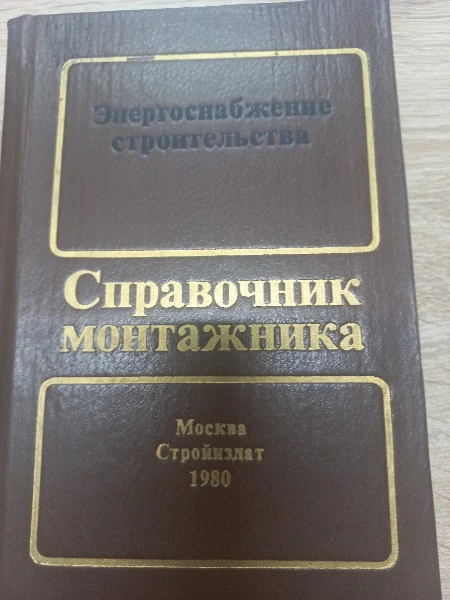 Энергоснабжение
строительства
Справочник
монтажника
Москва
Стройиздат
1980